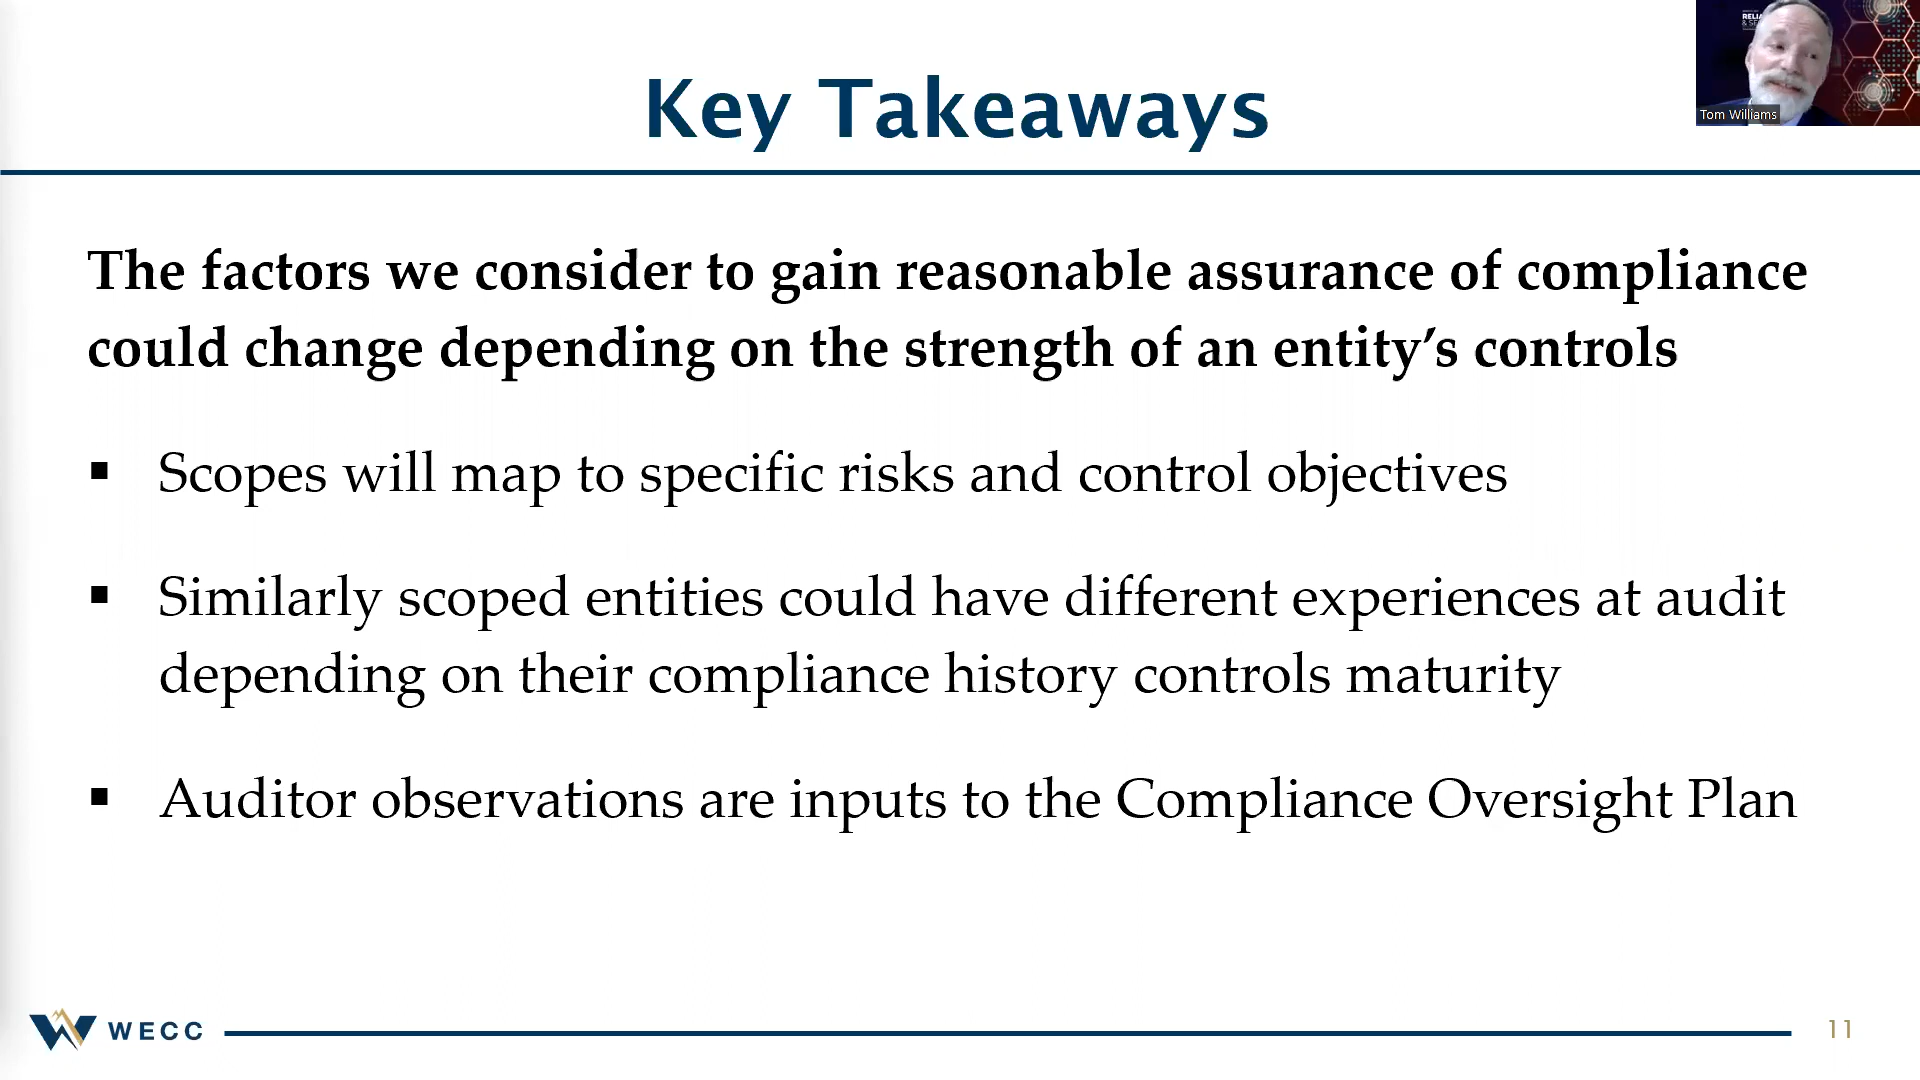 Key Takeaways
RELIA
& SE
Tom Williams
The factors we consider to gain reasonable assurance of compliance
could change depending on the strength of an entity’s controls
▪ Scopes will map to specific risks and control objectives
▪ Similarly scoped entities could have different experiences at audit
depending on their compliance history controls maturity
▪ Auditor observations are inputs to the Compliance Oversight Plan
WECC
11